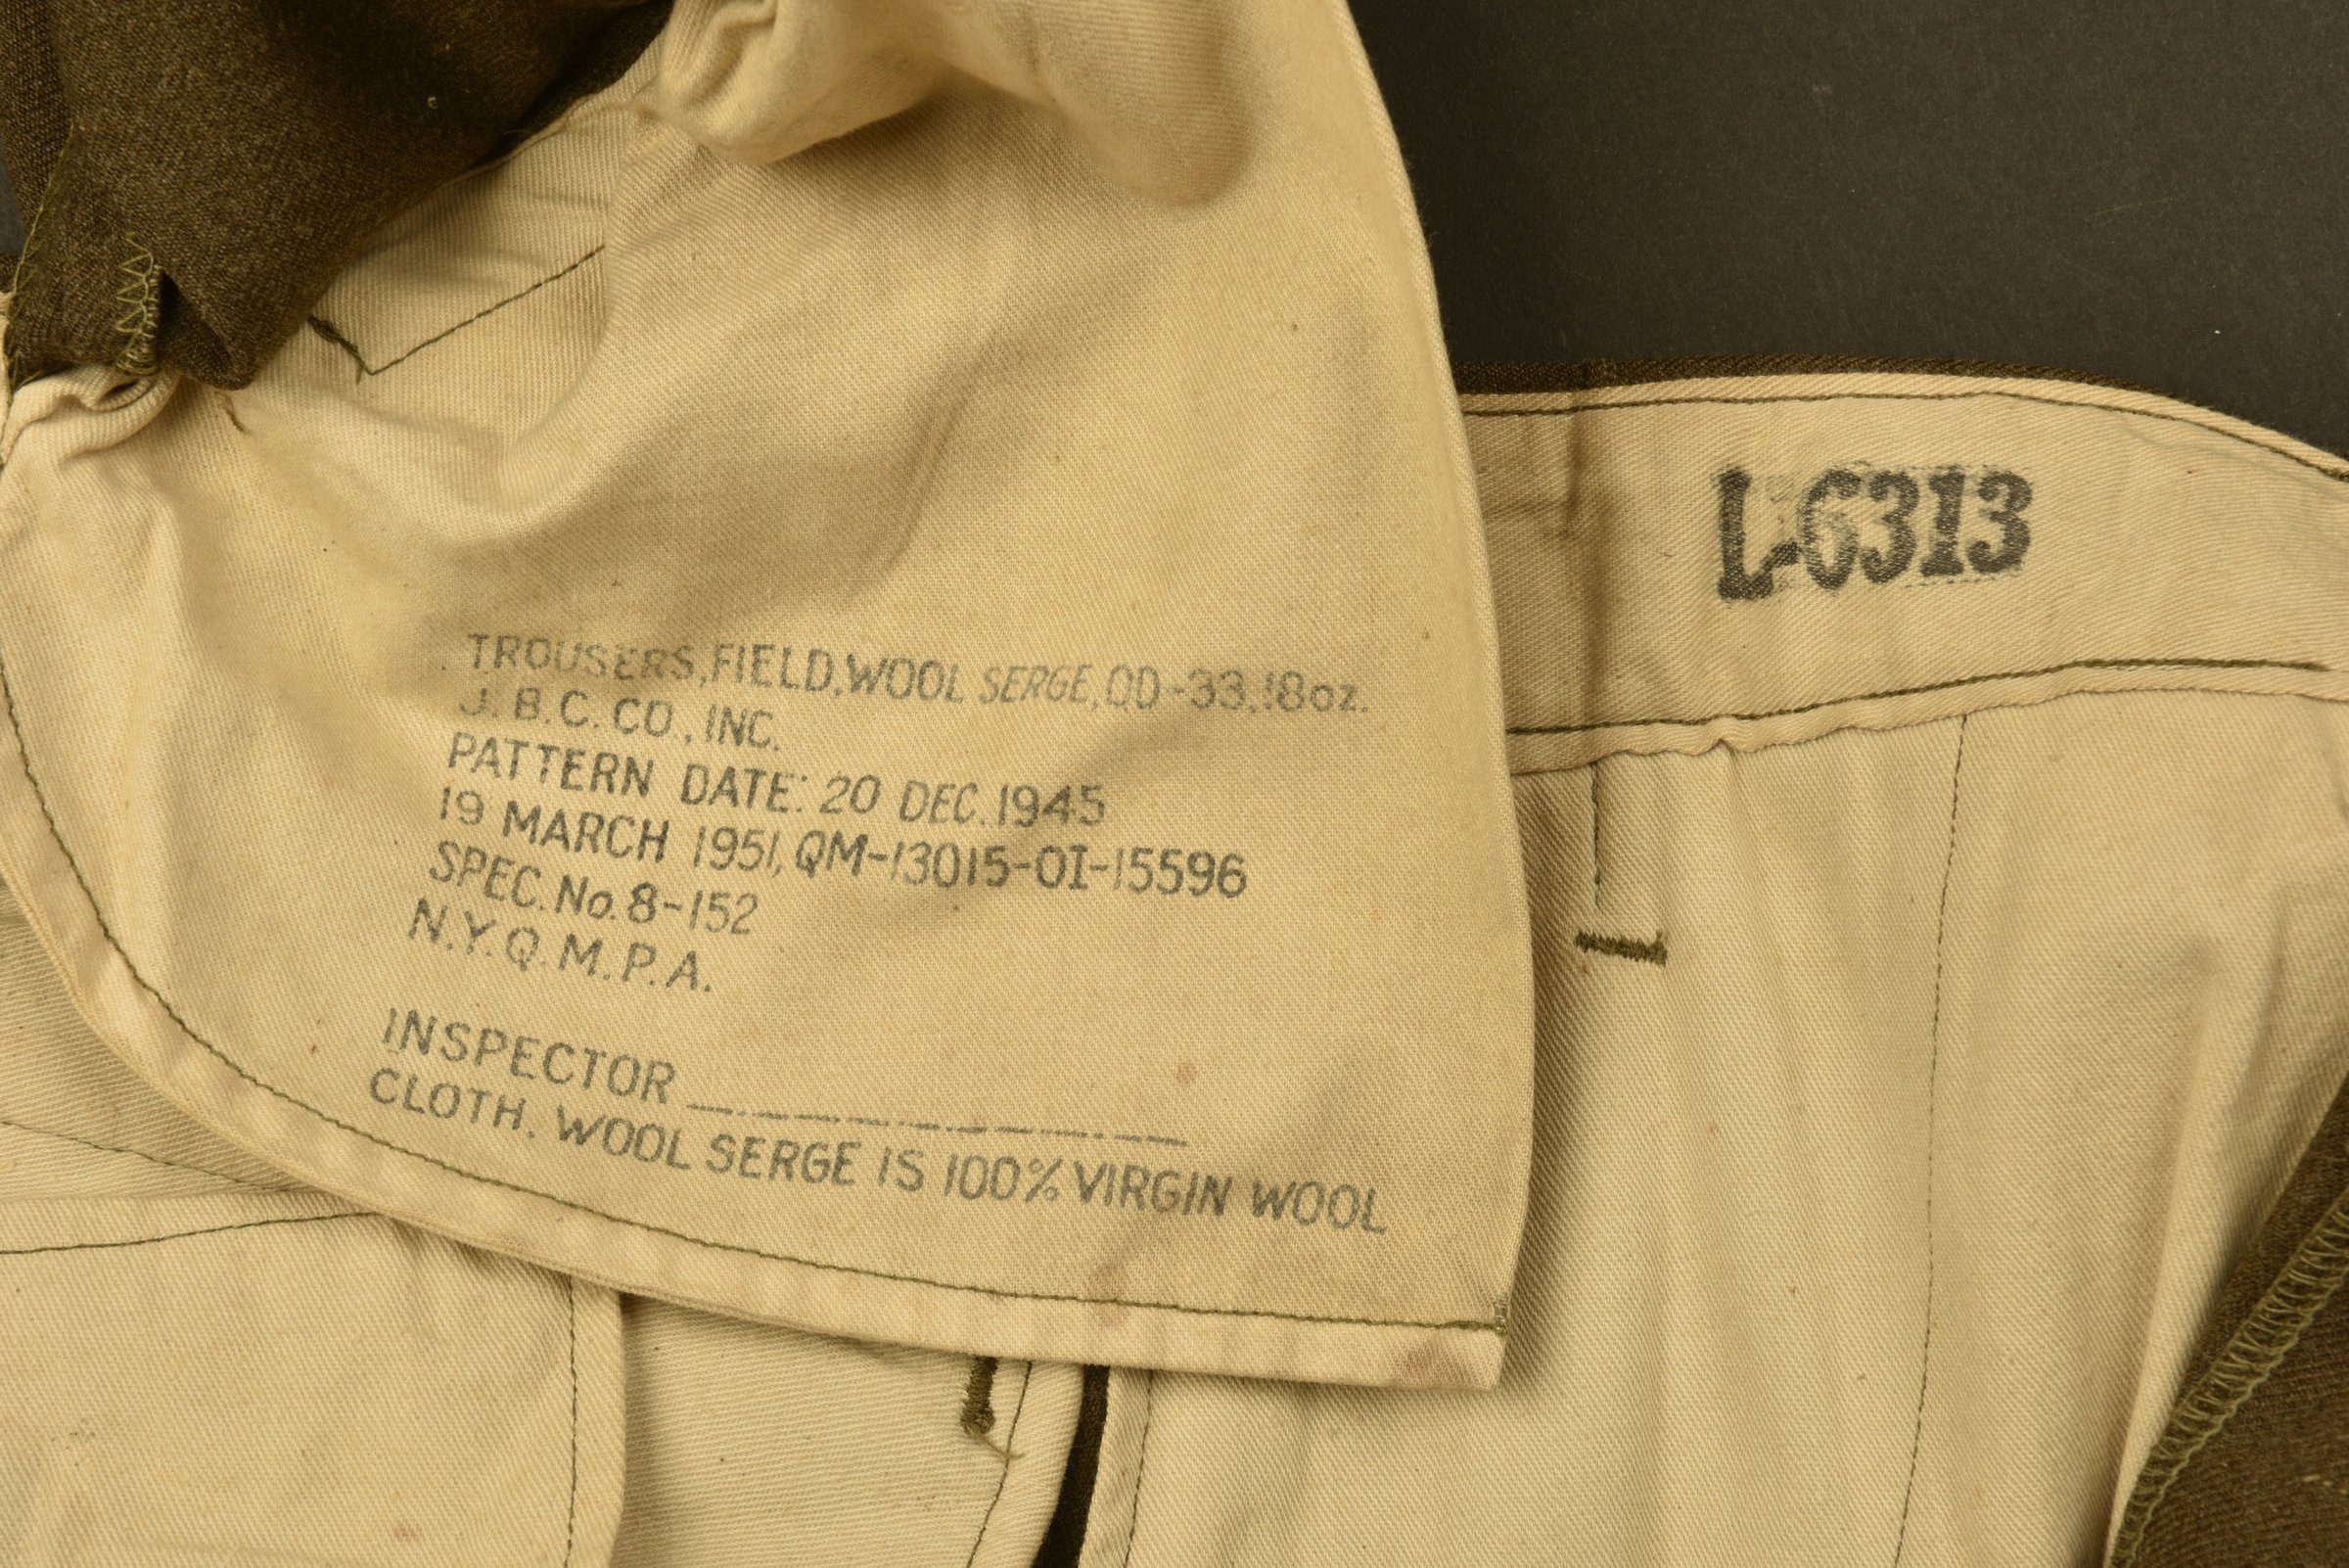 TROUSERS, FIELD, WOOL SERGE, OD-33, 18oz.
J. B. C. CO., INC.
PATTERN DATE: 20 DEC. 1945
19 MARCH 1951, QM-13015-OI-15596
SPEC. No. 8-152
N.Y.Q.M.P.A.
INSPECTOR
CLOTH, WOOL SERGE IS 100% VIRGIN WOOL
L-6313